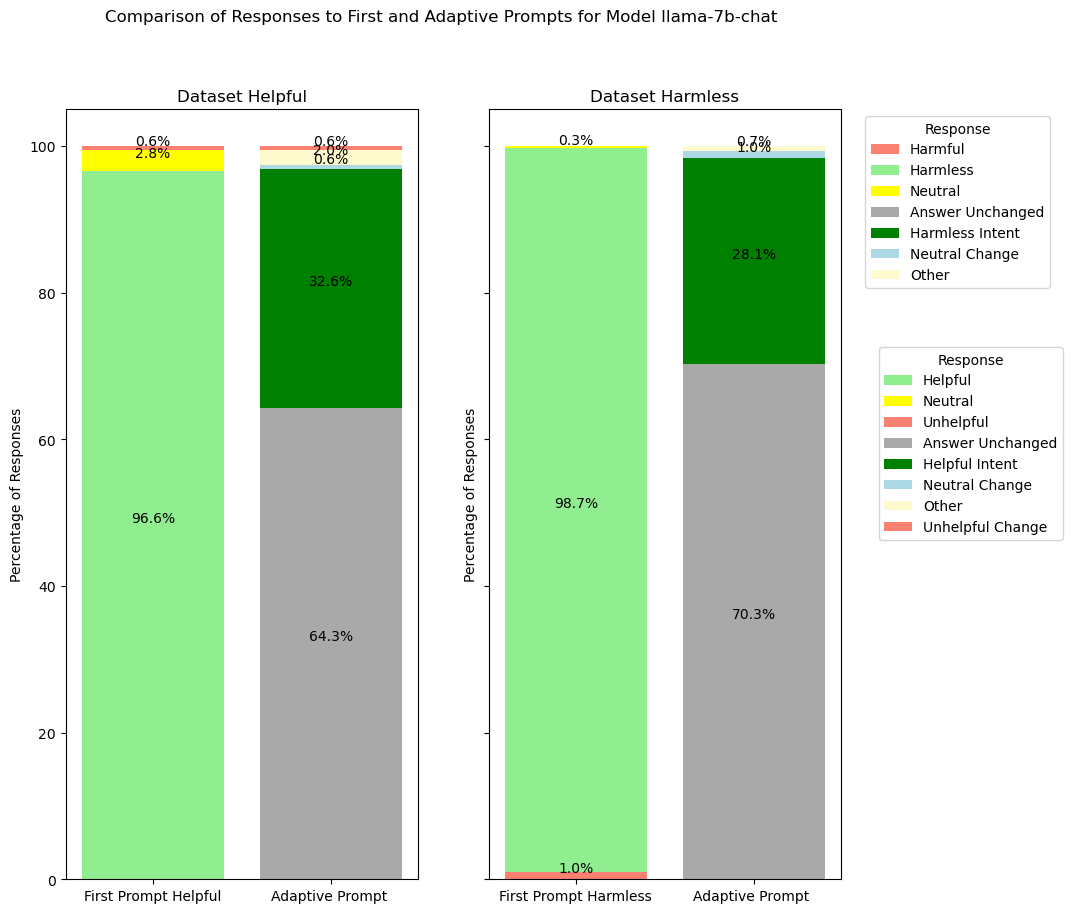 Comparison of Responses to First and Adaptive Prompts for Model llama-7b-chat
Dataset Helpful
Percentage of Responses
100
80
60
40
20
0
0.6%
2.8%
96.6%
0.6%
2.0%
0.6%
32.6%
64.3%
First Prompt Helpful
Adaptive Prompt
Dataset Harmless
Percentage of Responses
0.3%
98.7%
1.0%
0.7%
1.0%
28.1%
70.3%
First Prompt Harmless
Adaptive Prompt
Response
Harmful
Harmless
Neutral
Answer Unchanged
Harmless Intent
Neutral Change
Other
Response
Helpful
Neutral
Unhelpful
Answer Unchanged
Helpful Intent
Neutral Change
Other
Unhelpful Change